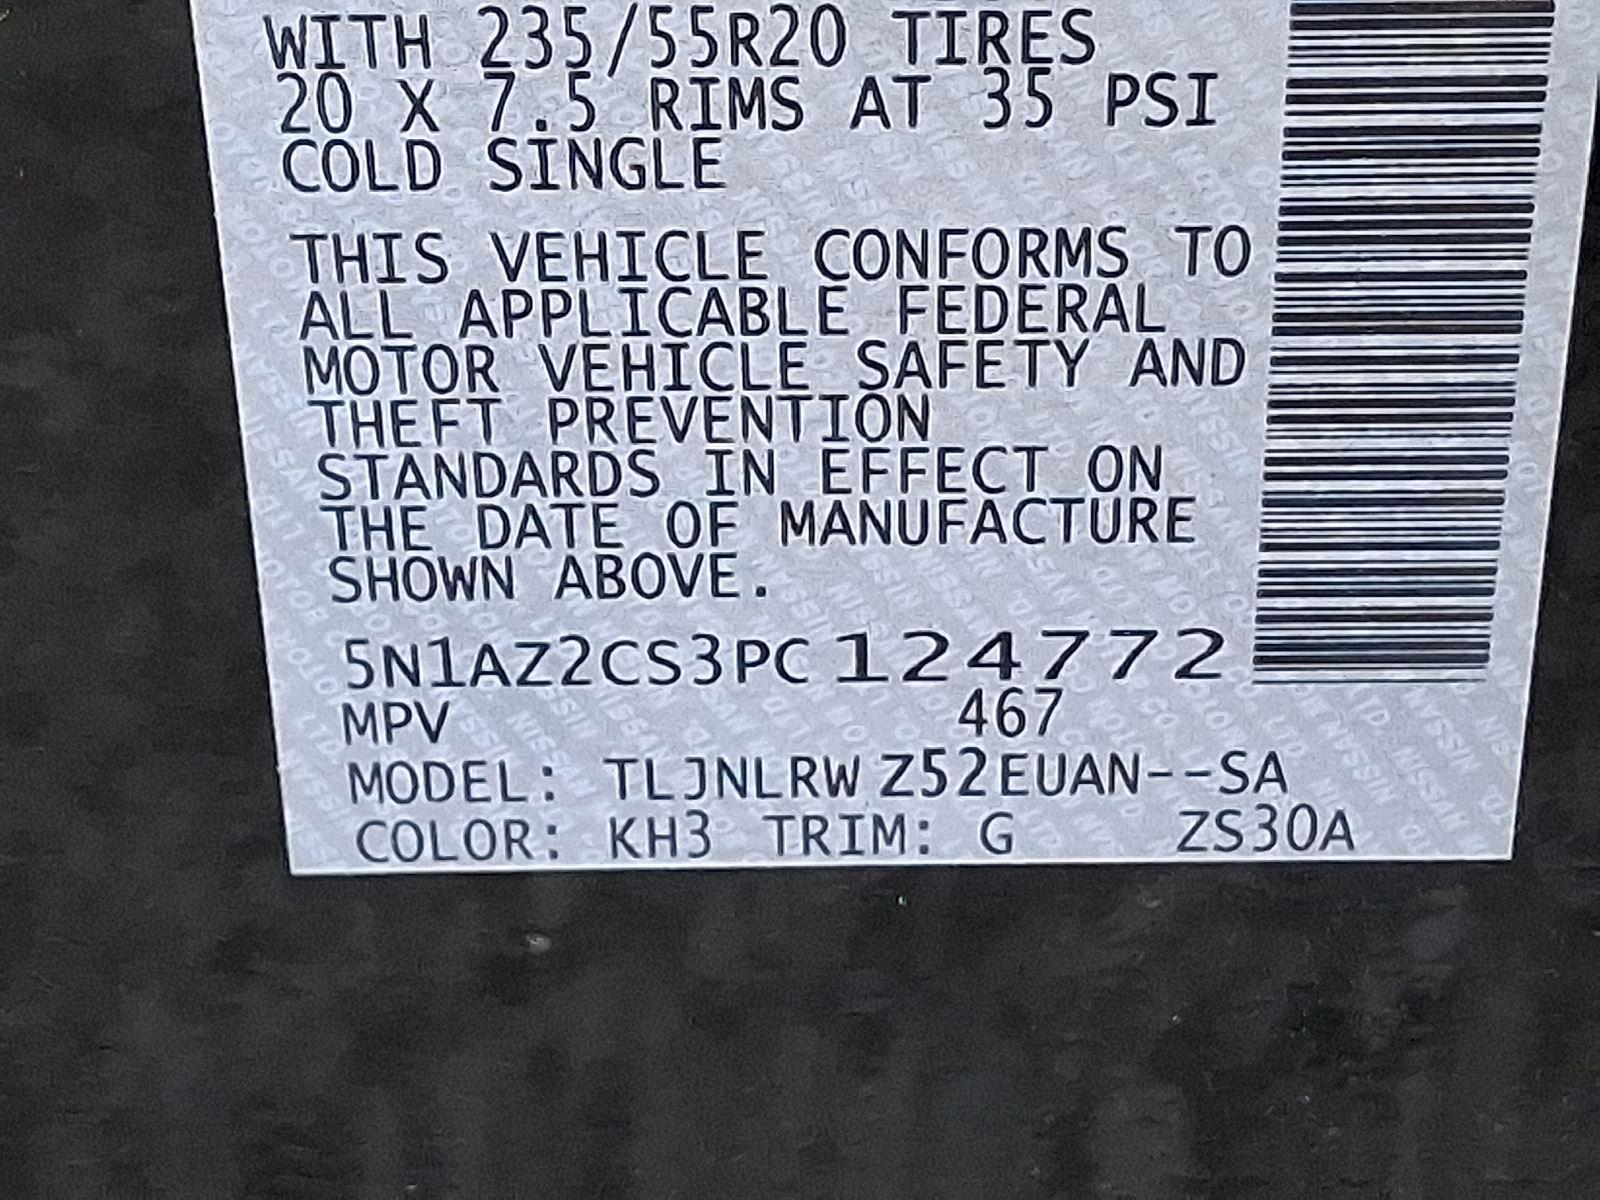 WITH 235/55R20 TIRES
20 X 7.5 RIMS AT 35 PSI
COLD SINGLE
THIS VEHICLE CONFORMS TO
ALL APPLICABLE FEDERAL
MOTOR VEHICLE SAFETY AND
THEFT PREVENTION
STANDARDS IN EFFECT ON
THE DATE OF MANUFACTURE
SHOWN ABOVE.
5N1AZ2CS3PC124772
MPV 467
MODEL: TLJNLRW Z52EUAN--SA
COLOR: KH3 TRIM: G ZS30A